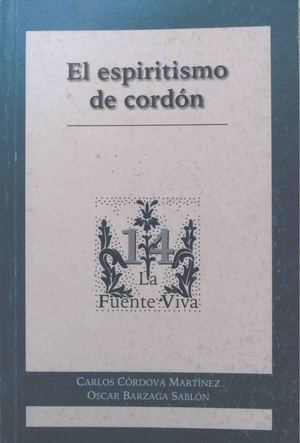 El espiritismo
de cordón
14
La
Fuente Viva
CARLOS CÓRDOVA MARTÍNEZ
OSCAR BARZAGA SABLÓN